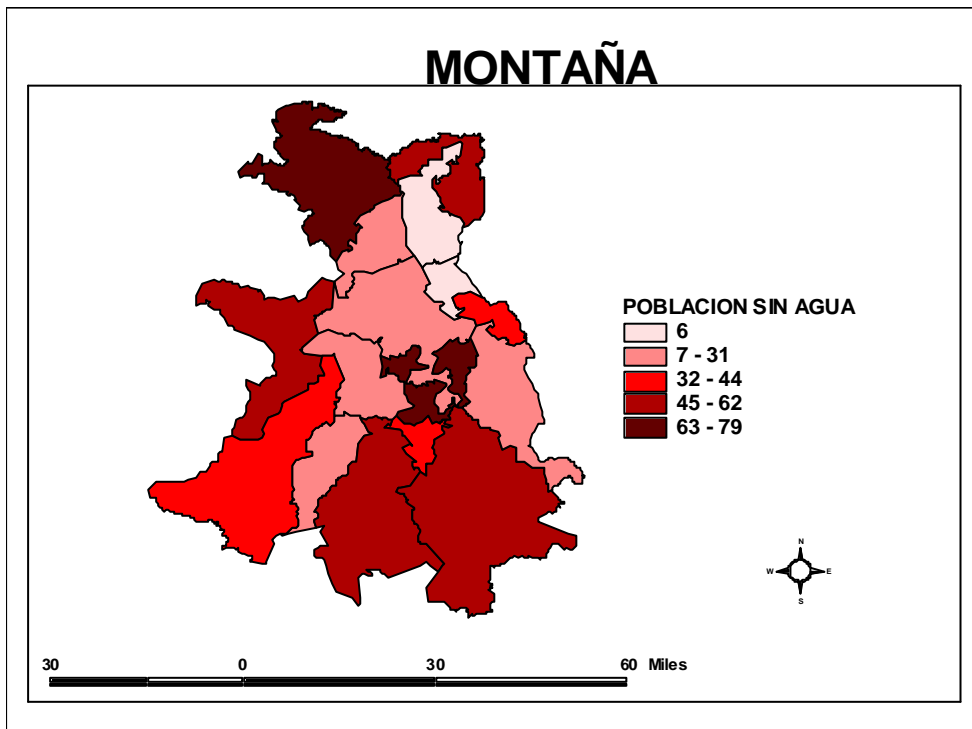 MONTAÑA
POBLACION SIN AGUA
6
7 - 31
32 - 44
45 - 62
63 - 79
N
W E
S
30 0 30 60 Miles